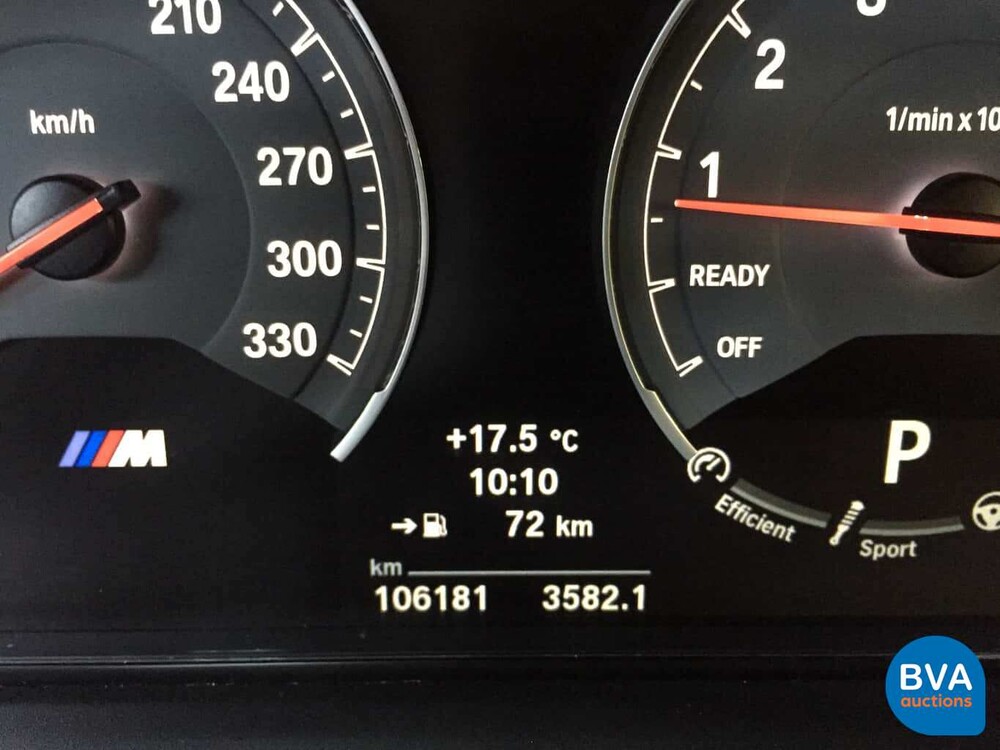 210
240
km/h
270
300
330
M
+17.5 °C
10:10
72 km
km
106181 3582.1
2
1/min x 10
1
READY
OFF
P
Efficient
Sport
BVA
auctions